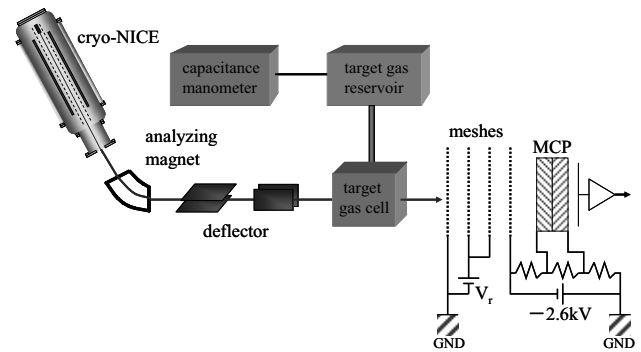 cryo-NICE
capacitance
manometer
target gas
reservoir
analyzing
magnet
meshes
MCP
target
gas cell
deflector
Vr
−2.6kV
GND
GND